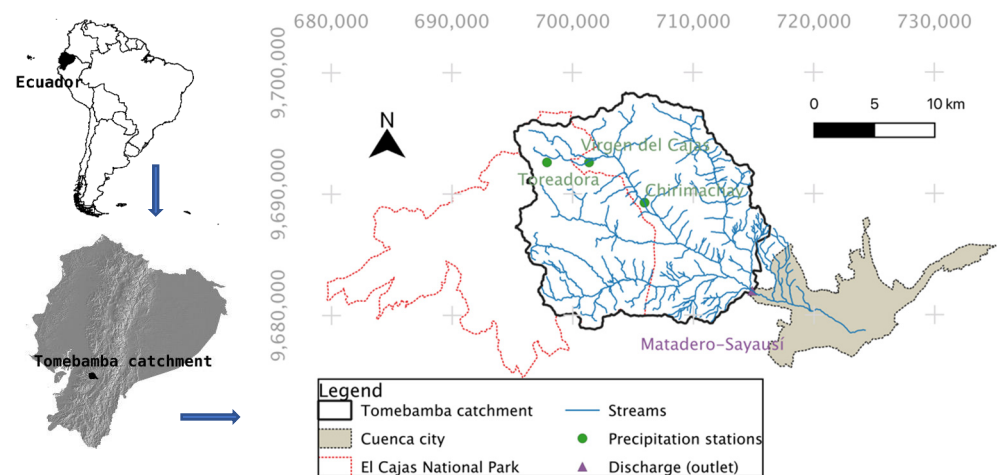 680,000
690,000
700,000
710,000
720,000
730,000
9,700,000
9,690,000
9,680,000
Ecuador
N
0
5
10 km
Virgen del Cajas
Toreadora
Chirimachay
Tomebamba catchment
Matadero-Sayausí
Legend
Tomebamba catchment
Streams
Cuenca city
Precipitation stations
El Cajas National Park
Discharge (outlet)